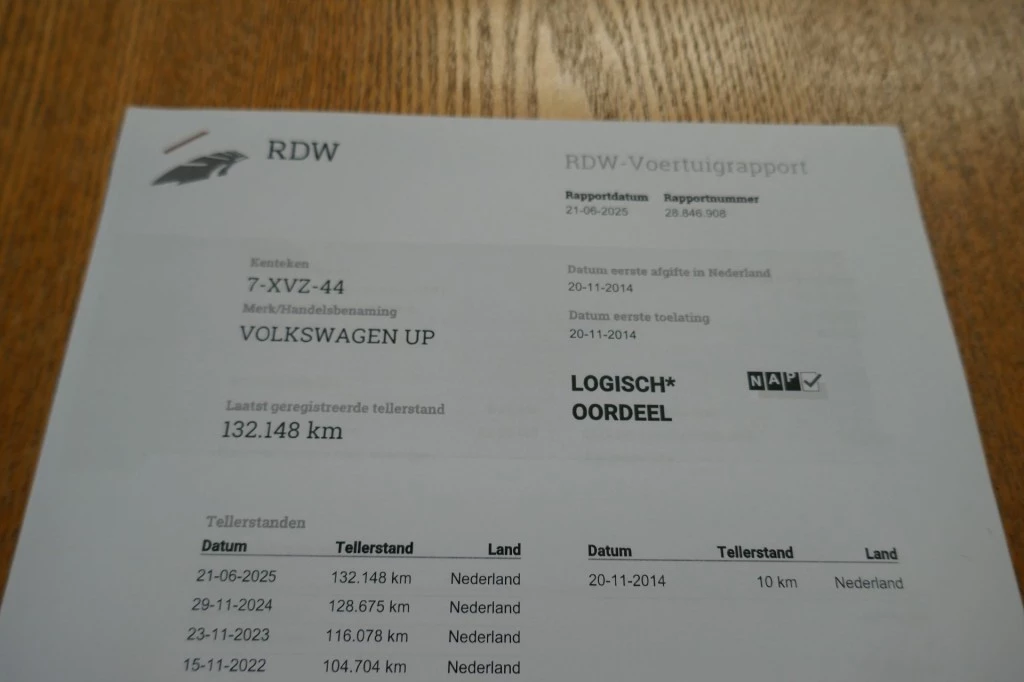 RDW
RDW-Voertuigrapport
Rapportdatum Rapportnummer
21-06-2025 28.846.908
Kenteken
7-XVZ-44
Merk/Handelsbenaming
VOLKSWAGEN UP
Datum eerste afgifte in Nederland
20-11-2014
Datum eerste toelating
20-11-2014
LOGISCH*
OORDEEL
NAP
Laatst geregistreerde tellerstand
132.148 km
Tellerstanden
Datum Tellerstand Land
21-06-2025 132.148 km Nederland
29-11-2024 128.675 km Nederland
23-11-2023 116.078 km Nederland
15-11-2022 104.704 km Nederland
Datum Tellerstand Land
20-11-2014 10 km Nederland